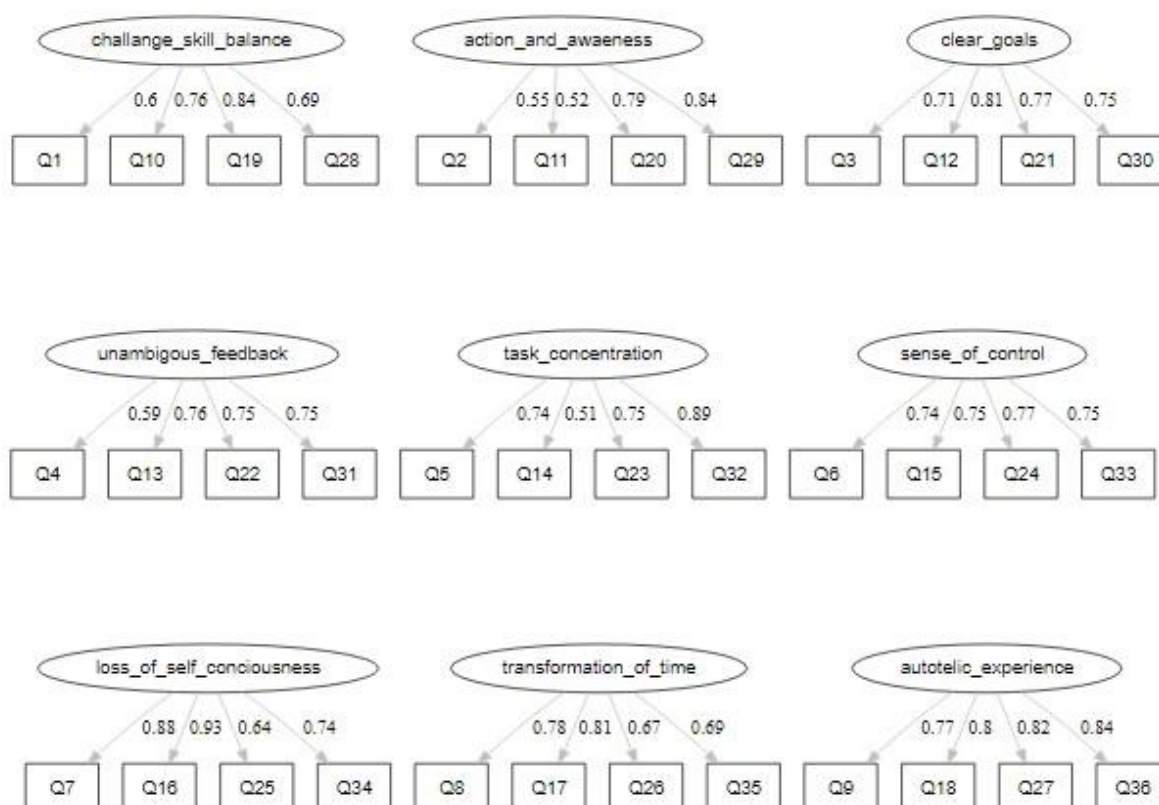 challange_skill_balance action_and_awaeness clear_goals
0.6 0.76 0.84 0.69 0.55 0.52 0.79 0.84 0.71 0.81 0.77 0.75
Q1 Q10 Q19 Q28 Q2 Q11 Q20 Q29 Q3 Q12 Q21 Q30
unambigous_feedback task_concentration sense_of_control
0.59 0.76 0.75 0.75 0.74 0.51 0.75 0.89 0.74 0.75 0.77 0.75
Q4 Q13 Q22 Q31 Q5 Q14 Q23 Q32 Q6 Q15 Q24 Q33
loss_of_self_conciousness transformation_of_time autotelic_experience
0.88 0.93 0.64 0.74 0.78 0.81 0.67 0.69 0.77 0.8 0.82 0.84
Q7 Q16 Q25 Q34 Q8 Q17 Q26 Q35 Q9 Q18 Q27 Q36